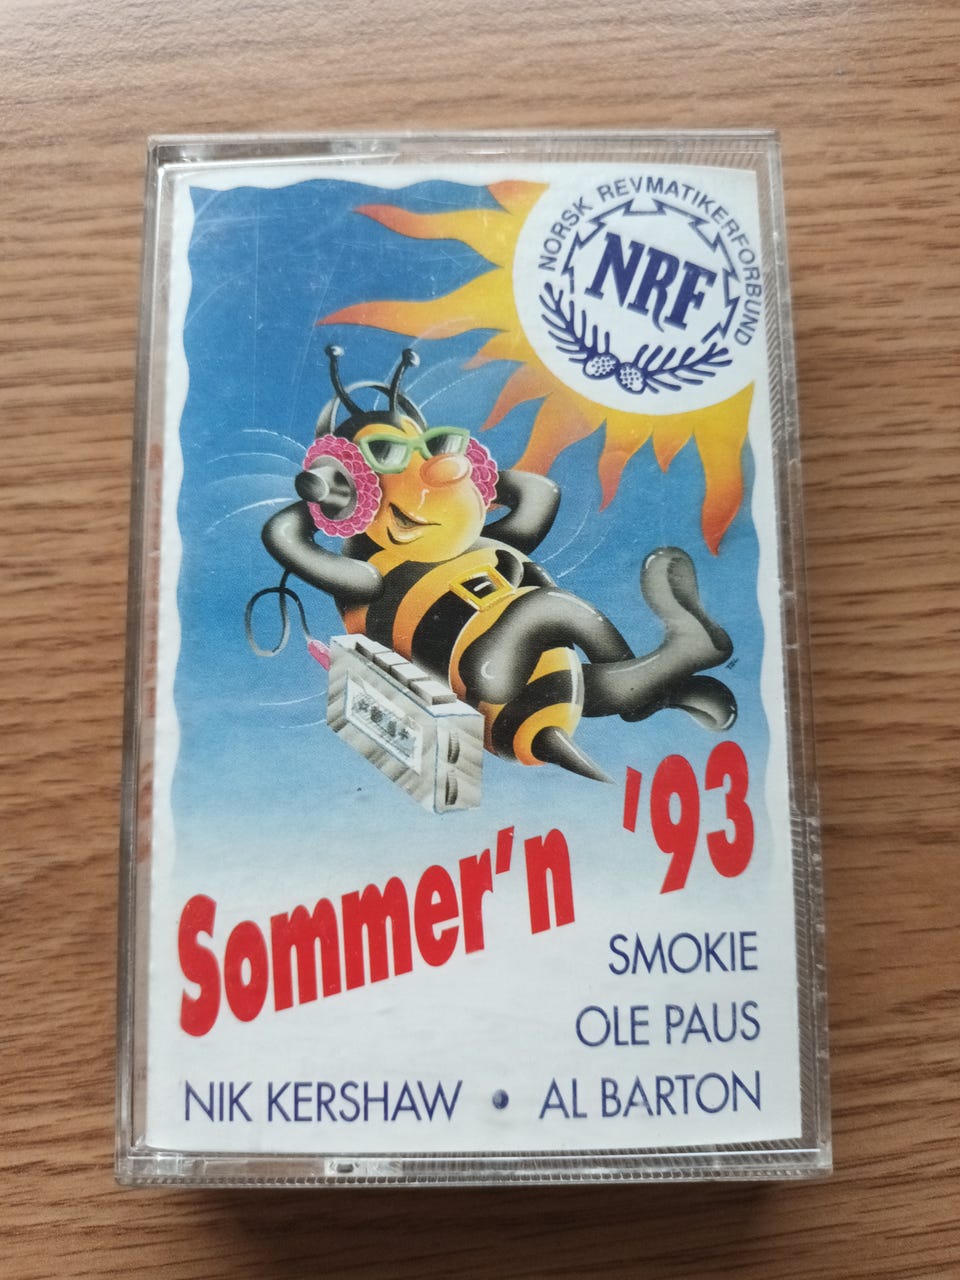 NORSK REVMATIKERFORBUND
NRF
Sommer'n '93
SMOKIE
OLE PAUS
NIK KERSHAW • AL BARTON